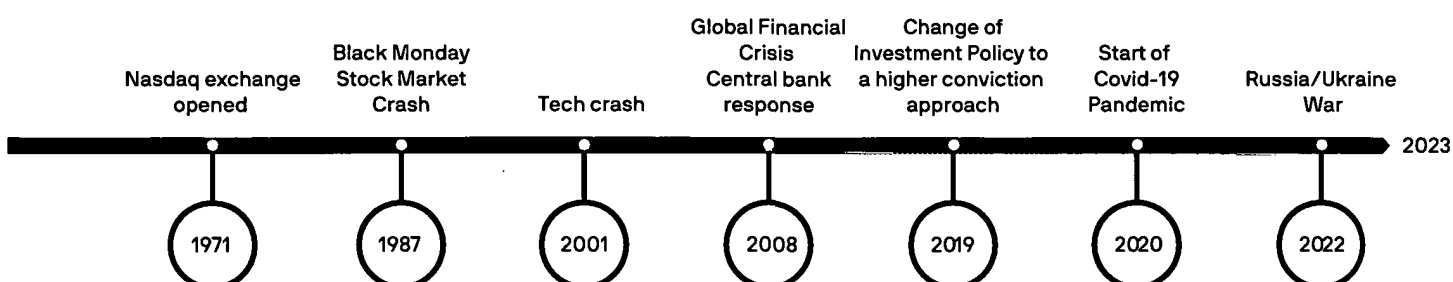 Nasdaq exchange
opened
Black Monday
Stock Market
Crash
Tech crash
Global Financial
Crisis
Central bank
response
Change of
Investment Policy to
a higher conviction
approach
Start of
Covid-19
Pandemic
Russia/Ukraine
War
2023
1971
1987
2001
2008
2019
2020
2022